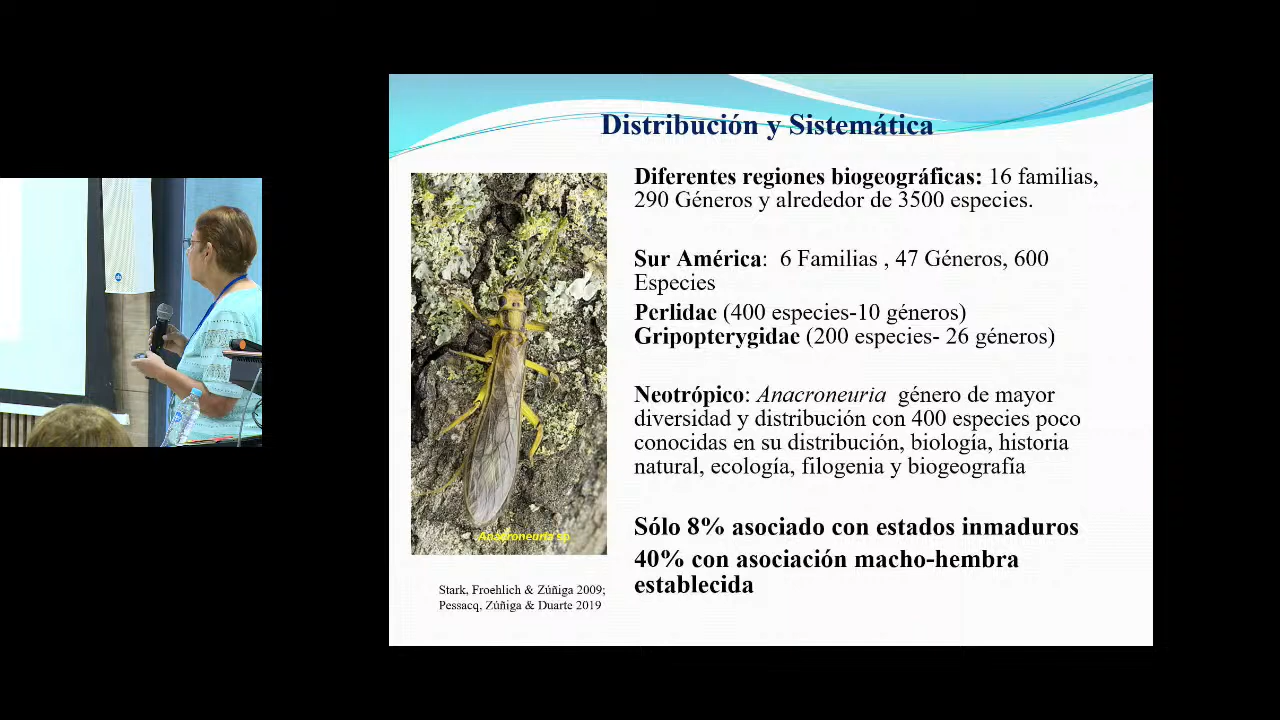 Distribución y Sistemática
Diferentes regiones biogeográficas: 16 familias,
290 Géneros y alrededor de 3500 especies.
Sur América:  6 Familias , 47 Géneros, 600
Especies
Perlidae (400 especies-10 géneros)
Gripopterygidae (200 especies- 26 géneros)
Neotrópico: Anacroneuria  género de mayor
diversidad y distribución con 400 especies poco
conocidas en su distribución, biología, historia
natural, ecología, filogenia y biogeografía
Sólo 8% asociado con estados inmaduros
40% con asociación macho-hembra
establecida
Anacroneuria sp
Stark, Froehlich & Zúñiga 2009;
Pessacq, Zúñiga & Duarte 2019